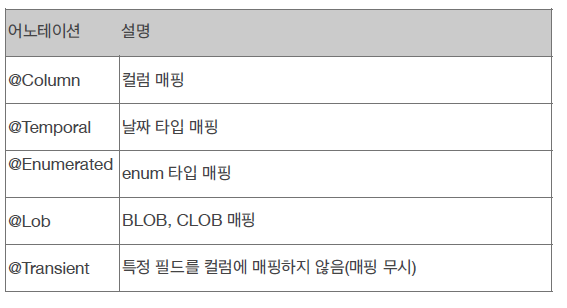 어노테이션 설명
@Column 컬럼 매핑
@Temporal 날짜 타입 매핑
@Enumerated enum 타입 매핑
@Lob BLOB, CLOB 매핑
@Transient 특정 필드를 컬럼에 매핑하지 않음(매핑 무시)